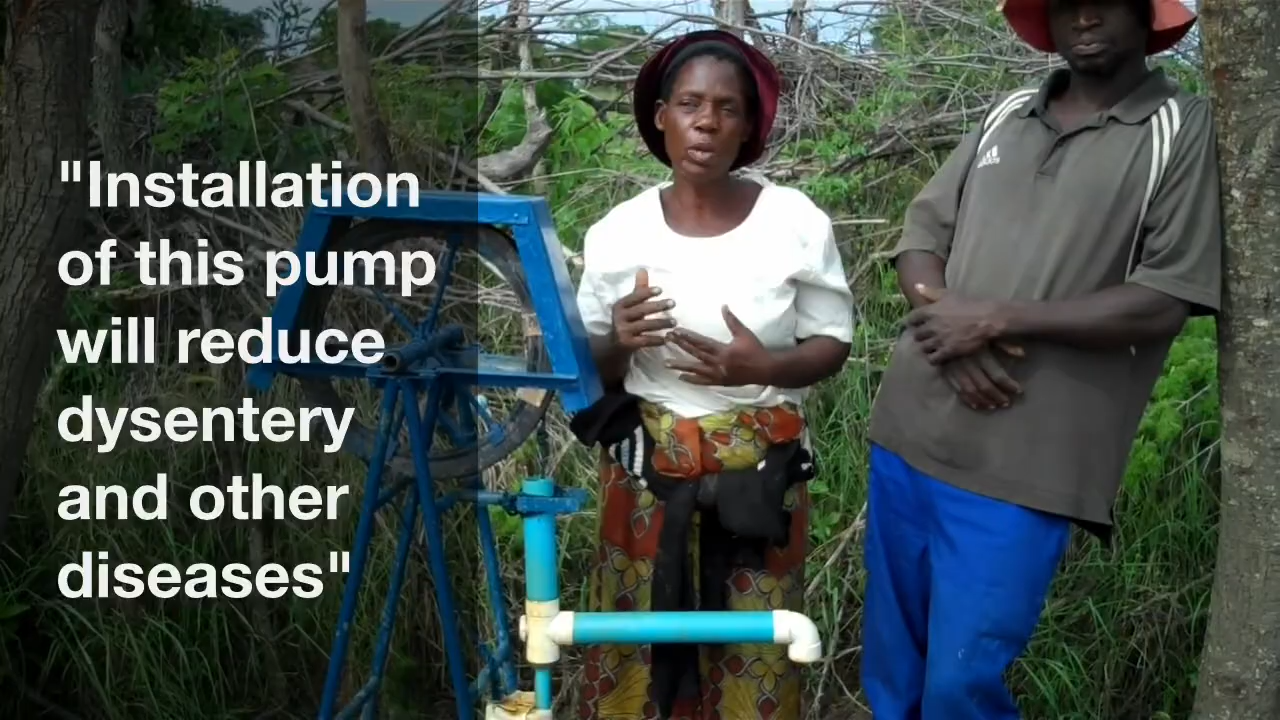 "Installation
of this pump
will reduce
dysentery
and other
diseases"
adidas